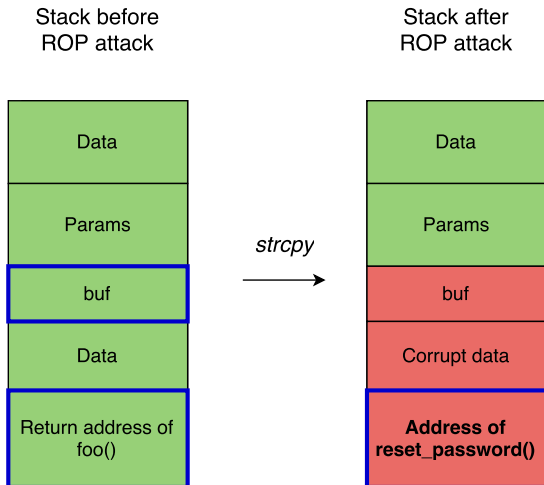 Stack before
ROP attack
Data
Params
buf
Data
Return address of
foo()
strcpy
Stack after
ROP attack
Data
Params
buf
Corrupt data
Address of
reset_password()